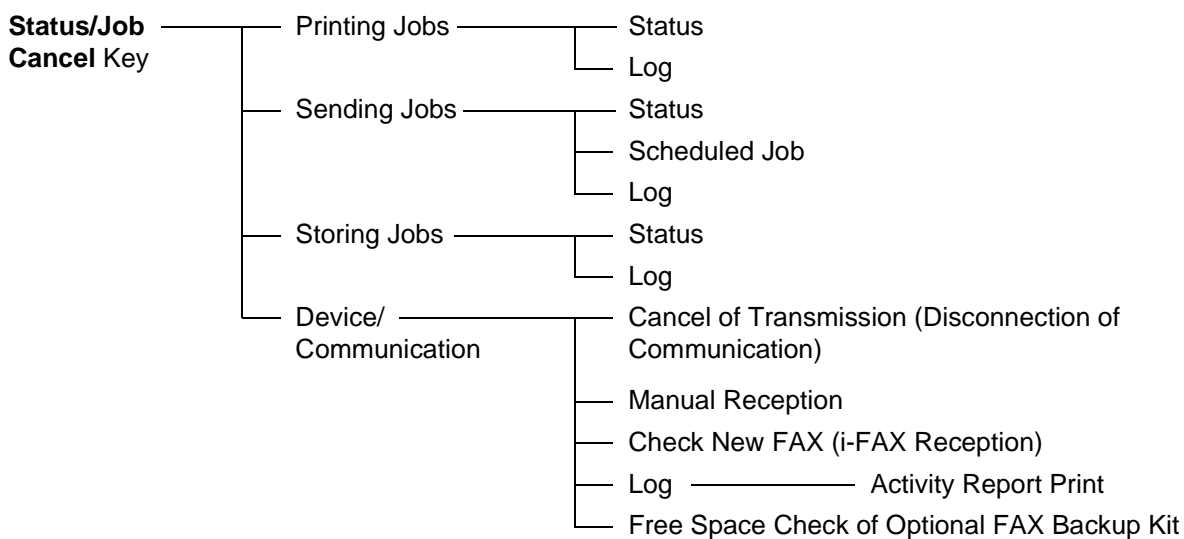 Status/Job Cancel Key
Printing Jobs
Status
Log
Sending Jobs
Status
Scheduled Job
Log
Storing Jobs
Status
Log
Device/
Communication
Cancel of Transmission (Disconnection of
Communication)
Manual Reception
Check New FAX (i-FAX Reception)
Log
Activity Report Print
Free Space Check of Optional FAX Backup Kit